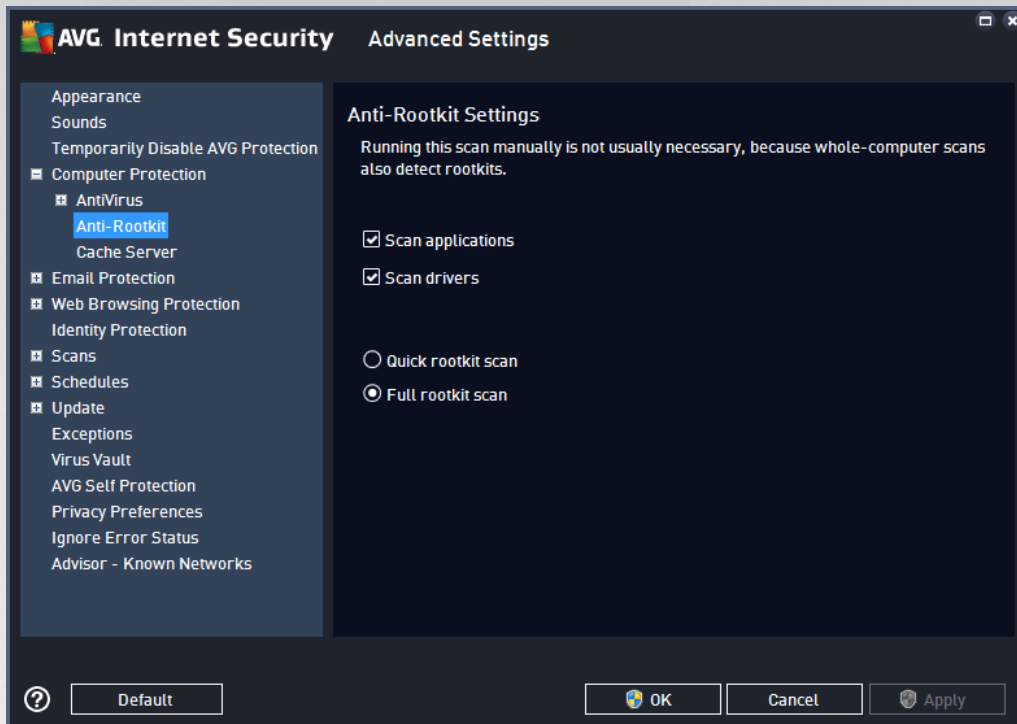 AVG. Internet Security Advanced Settings
Appearance
Sounds
Temporarily Disable AVG Protection
Computer Protection
AntiVirus
Anti-Rootkit
Cache Server
Email Protection
Web Browsing Protection
Identity Protection
Scans
Schedules
Update
Exceptions
Virus Vault
AVG Self Protection
Privacy Preferences
Ignore Error Status
Advisor - Known Networks
Anti-Rootkit Settings
Running this scan manually is not usually necessary, because whole-computer scans
also detect rootkits.
Scan applications
Scan drivers
Quick rootkit scan
Full rootkit scan
? Default OK Cancel Apply